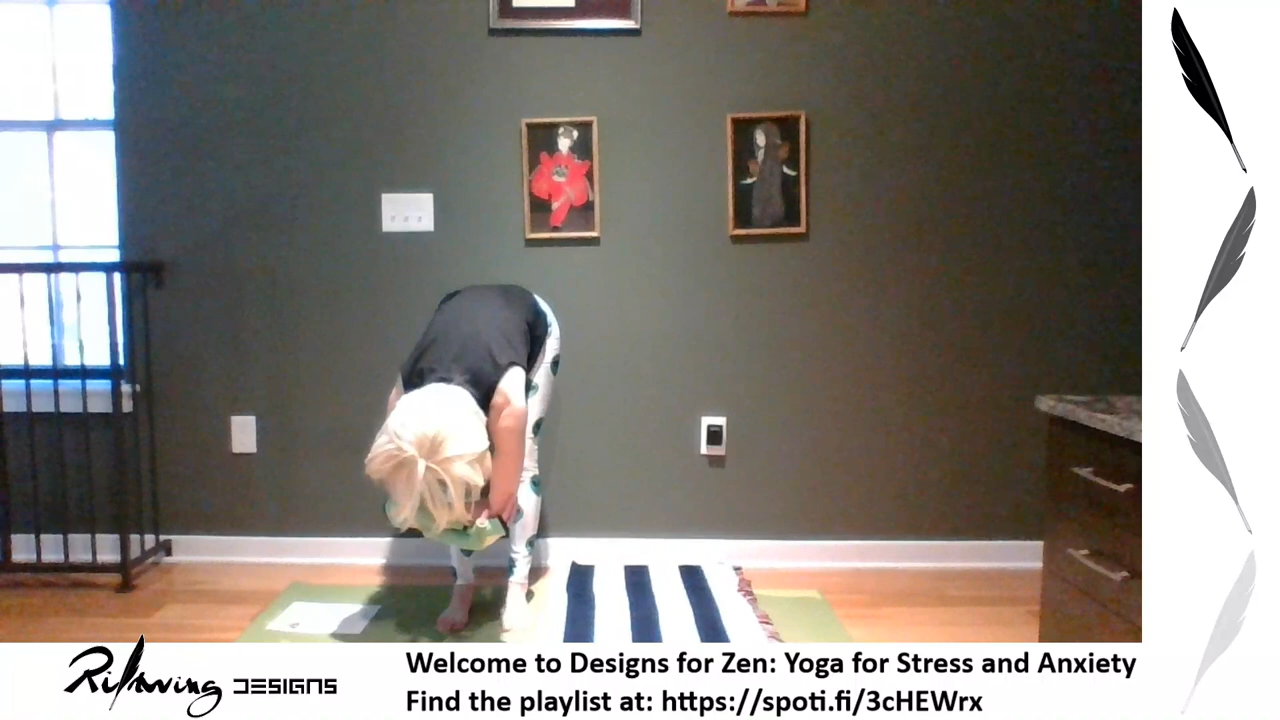 Welcome to Designs for Zen: Yoga for Stress and Anxiety
DESIGNS
Find the playlist at: https://spoti.fi/3cHEWrx